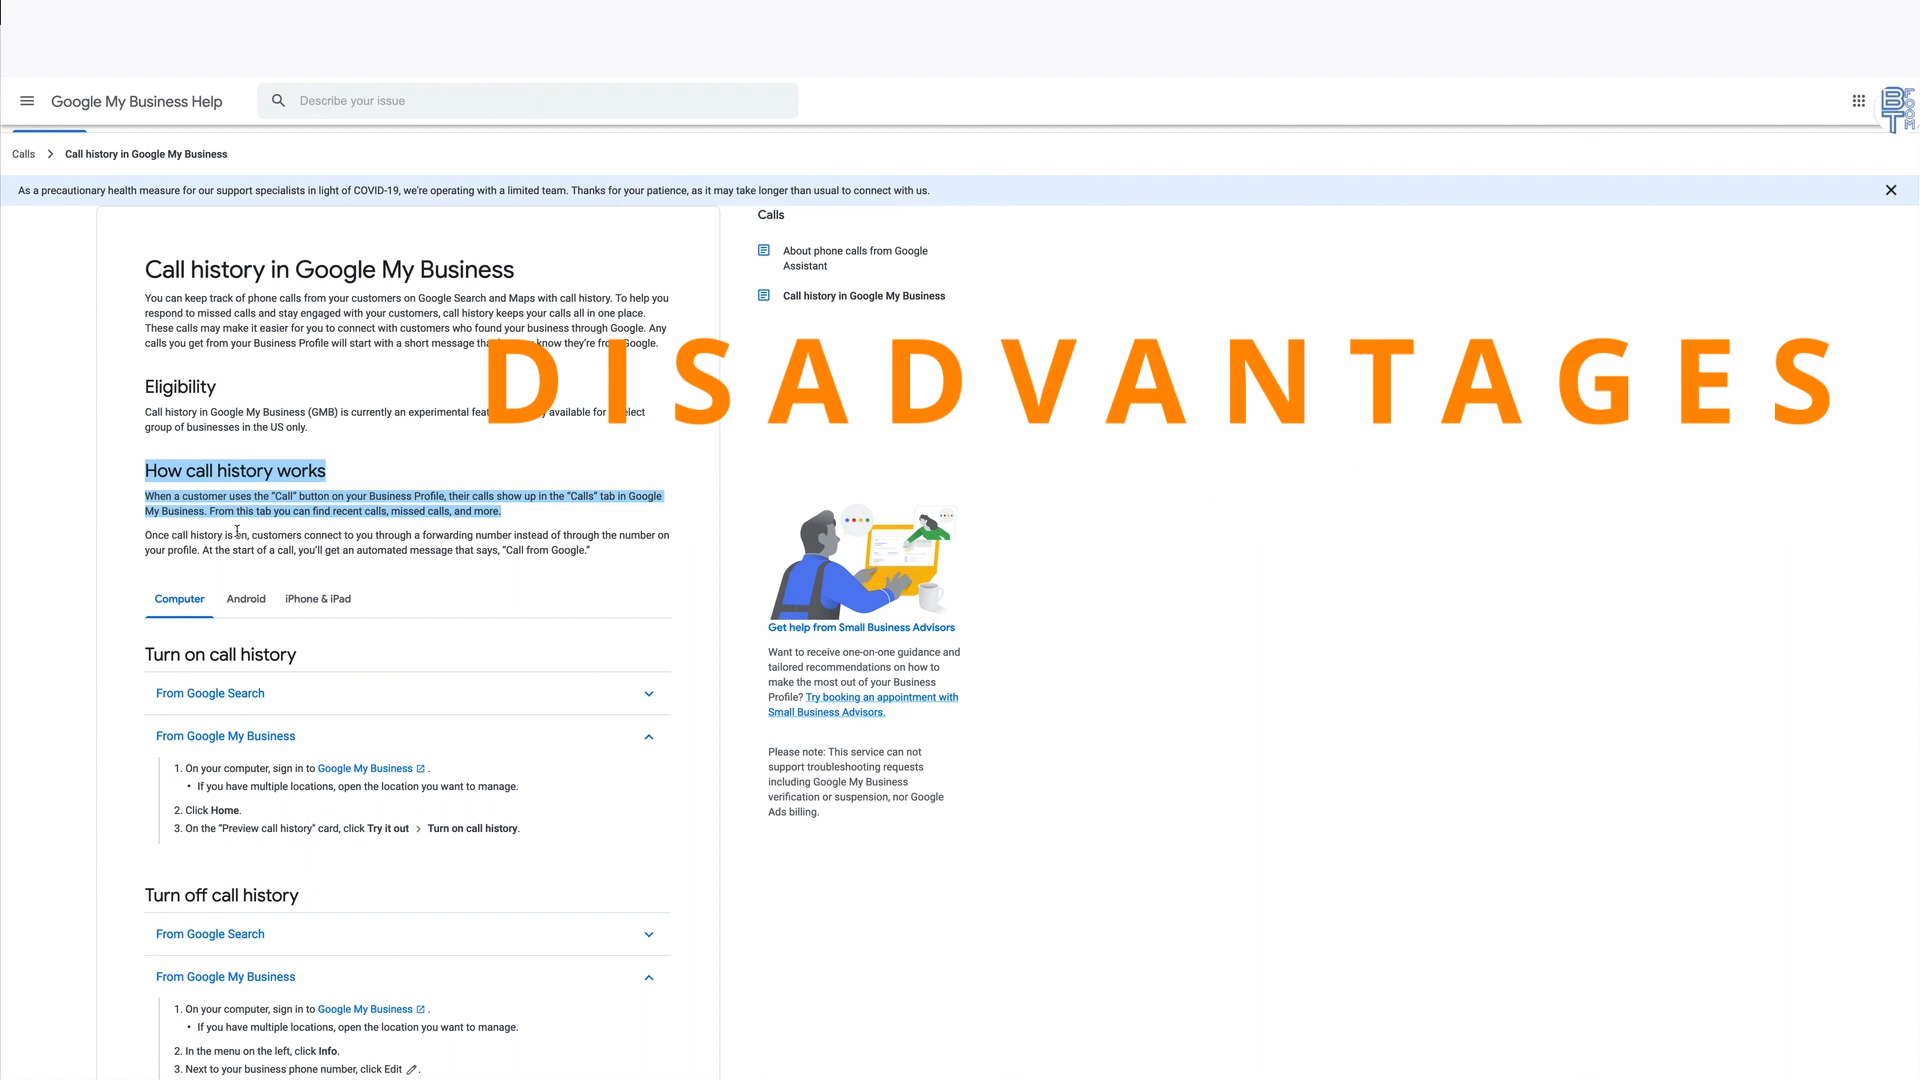 Google My Business Help
Describe your issue
BFT
ROOM
Calls > Call history in Google My Business
As a precautionary health measure for our support specialists in light of COVID-19, we're operating with a limited team. Thanks for your patience, as it may take longer than usual to connect with us.
Call history in Google My Business
You can keep track of phone calls from your customers on Google Search and Maps with call history. To help you
respond to missed calls and stay engaged with your customers, call history keeps your calls all in one place.
These calls may make it easier for you to connect with customers who found your business through Google. Any
calls you get from your Business Profile will start with a short message know they're Google.
DISADVANTAGES
Eligibility
Call history in Google My Business (GMB) is currently an experimental available for
group of businesses in the US only.
How call history works
When a customer uses the “Call” button on your Business Profile, their calls show up in the “Calls” tab in Google
My Business. From this tab you can find recent calls, missed calls, and more.
Once call history is on, customers connect to you through a forwarding number instead of through the number on
your profile. At the start of a call, you'll get an automated message that says, “Call from Google.”
Computer Android iPhone & iPad
Turn on call history
From Google Search
From Google My Business
1. On your computer, sign in to Google My Business .
• If you have multiple locations, open the location you want to manage.
2. Click Home.
3. On the “Preview call history” card, click Try it out > Turn on call history.
Turn off call history
From Google Search
From Google My Business
1. On your computer, sign in to Google My Business .
• If you have multiple locations, open the location you want to manage.
2. In the menu on the left, click Info.
3. Next to your business phone number, click Edit .
Calls
About phone calls from Google
Assistant
Call history in Google My Business
Get help from Small Business Advisors
Want to receive one-on-one guidance and
tailored recommendations on how to
make the most out of your Business
Profile? Try booking an appointment with
Small Business Advisors.
Please note: This service can not
support troubleshooting requests
including Google My Business
verification or suspension, nor Google
Ads billing.